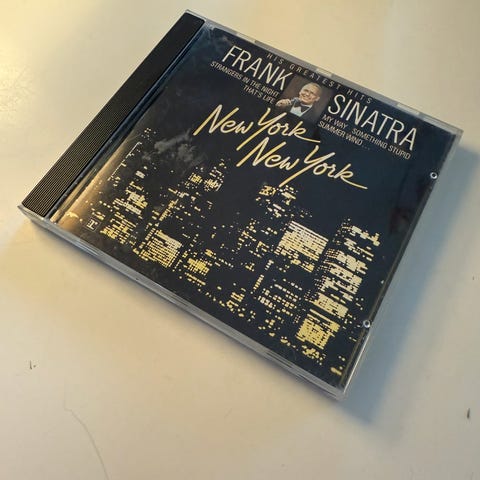 HIS GREATEST HITS
FRANK SINATRA
STRANGERS IN THE NIGHT
THAT'S LIFE
MY WAY SOMETHING STUPID
SUMMER WIND...
New York,
New York